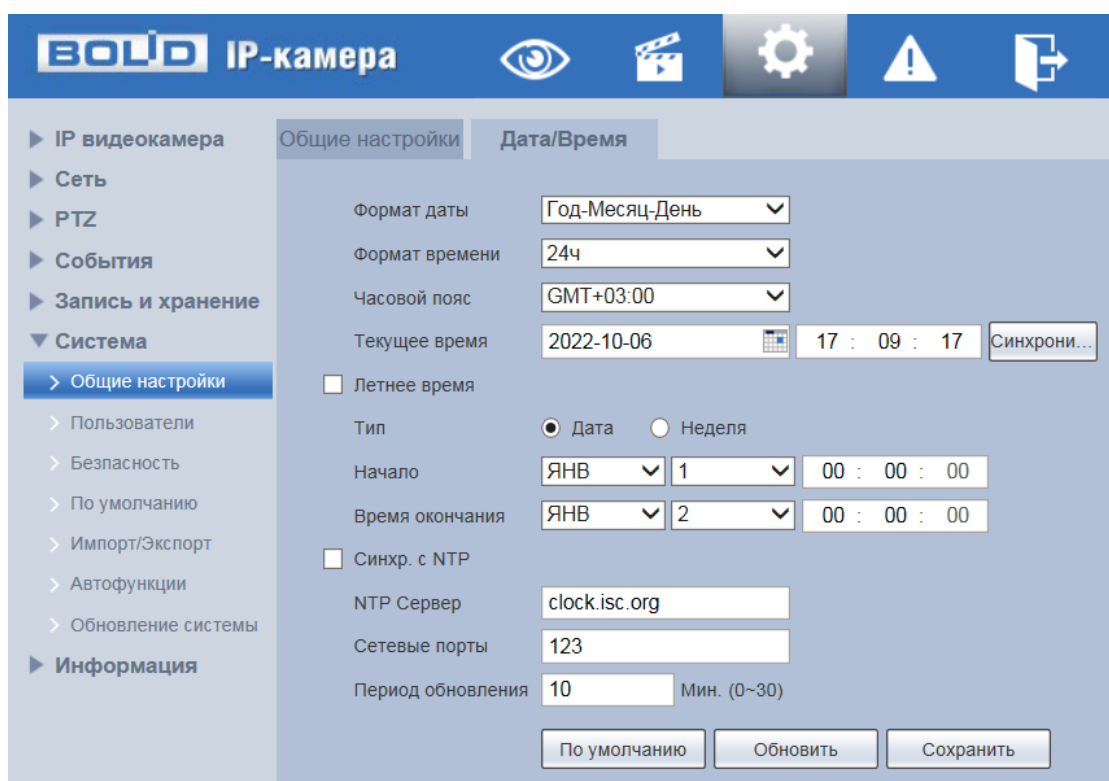 BOLID IP-камера
IP видеокамера
Сеть
PTZ
События
Запись и хранение
Система
Общие настройки
Пользователи
Безпасность
По умолчанию
Импорт/Экспорт
Автофункции
Обновление системы
Информация
Общие настройки Дата/Время
Формат даты Год-Месяц-День
Формат времени 24ч
Часовой пояс GMT+03:00
Текущее время 2022-10-06 17 : 09 : 17 Синхрони...
Летнее время
Тип Дата Неделя
Начало ЯНВ 1 00 : 00 : 00
Время окончания ЯНВ 2 00 : 00 : 00
Синхр. с NTP
NTP Сервер clock.isc.org
Сетевые порты 123
Период обновления 10 Мин. (0~30)
По умолчанию Обновить Сохранить